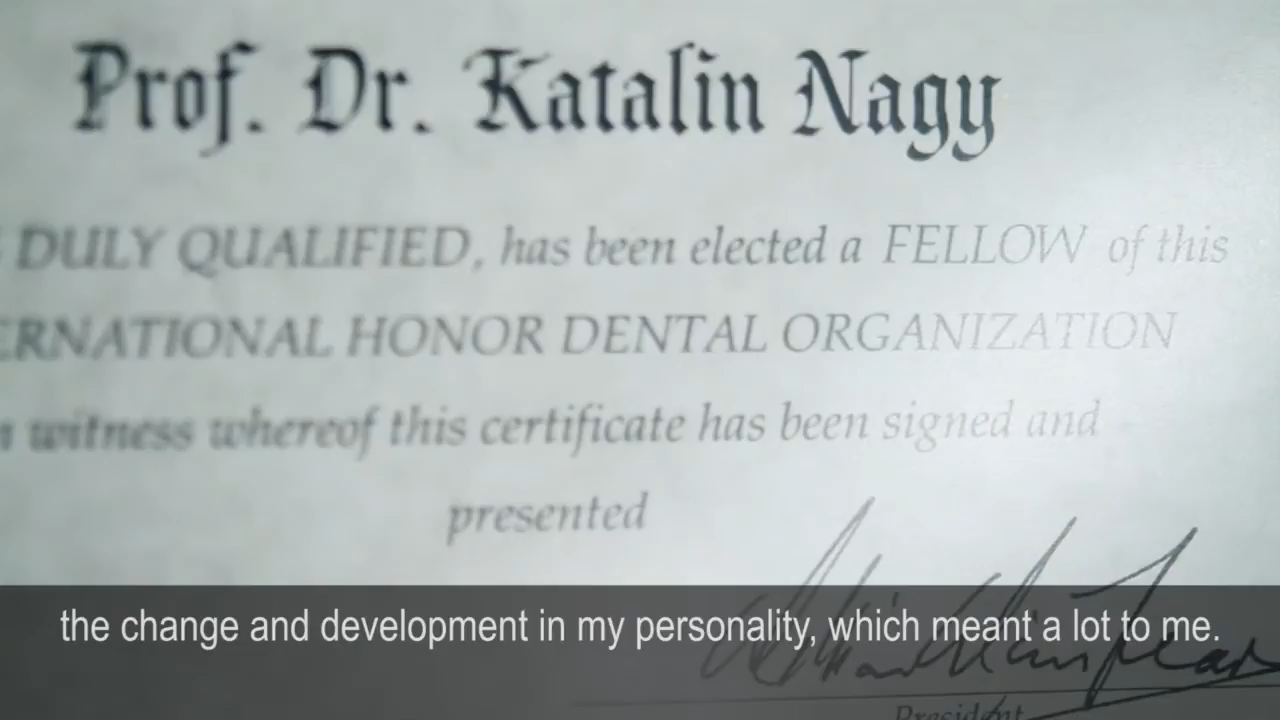 Prof. Dr. Katalin Nagy
DULY QUALIFIED, has been elected a FELLOW of this
ERNATIONAL HONOR DENTAL ORGANIZATION
witness whereof this certificate has been signed and
presented
the change and development in my personality, which meant a lot to me.
President